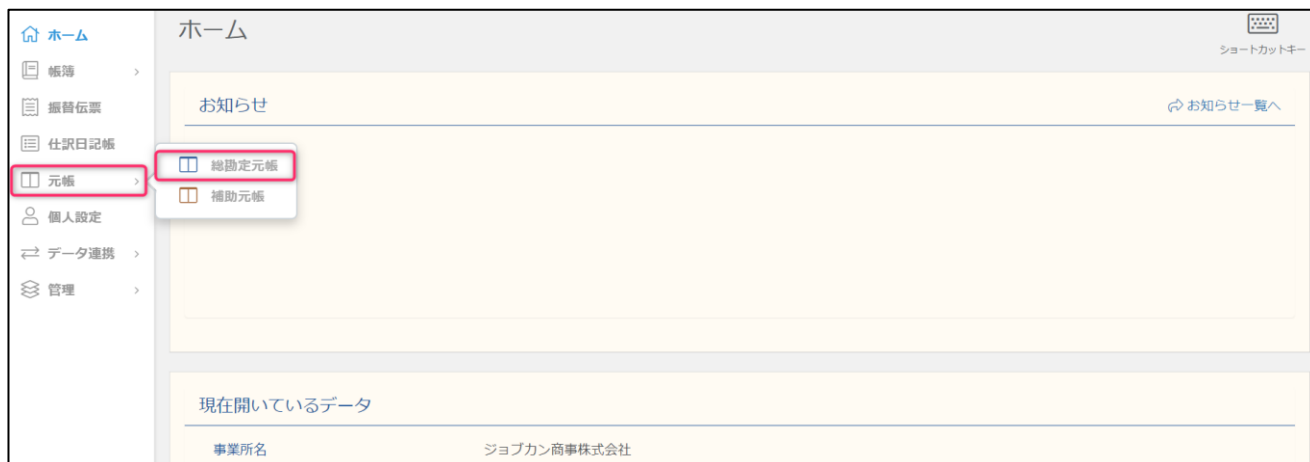 ホーム
帳簿
振替伝票
仕訳日記帳
元帳
個人設定
データ連携
管理
総勘定元帳
補助元帳
ホーム
ショートカットキー
お知らせ
お知らせ一覧へ
現在開いているデータ
事業所名 ジョブカン商事株式会社